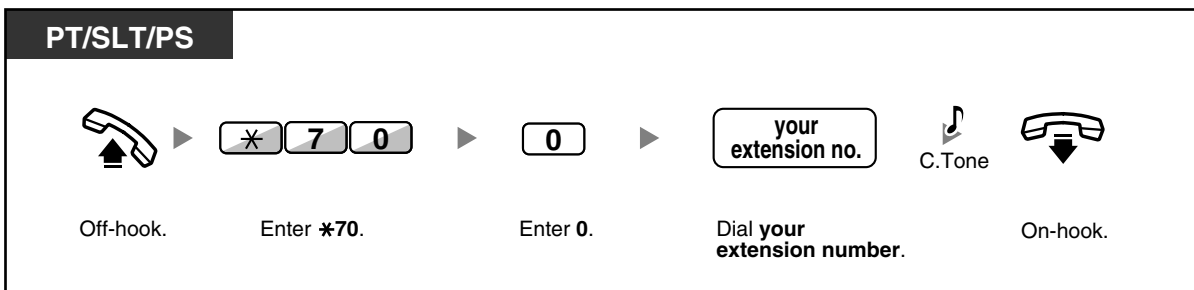 PT/SLT/PS
* 7 0
0
your
extension no.
C.Tone
Off-hook.
Enter *70.
Enter 0.
Dial your
extension number.
On-hook.